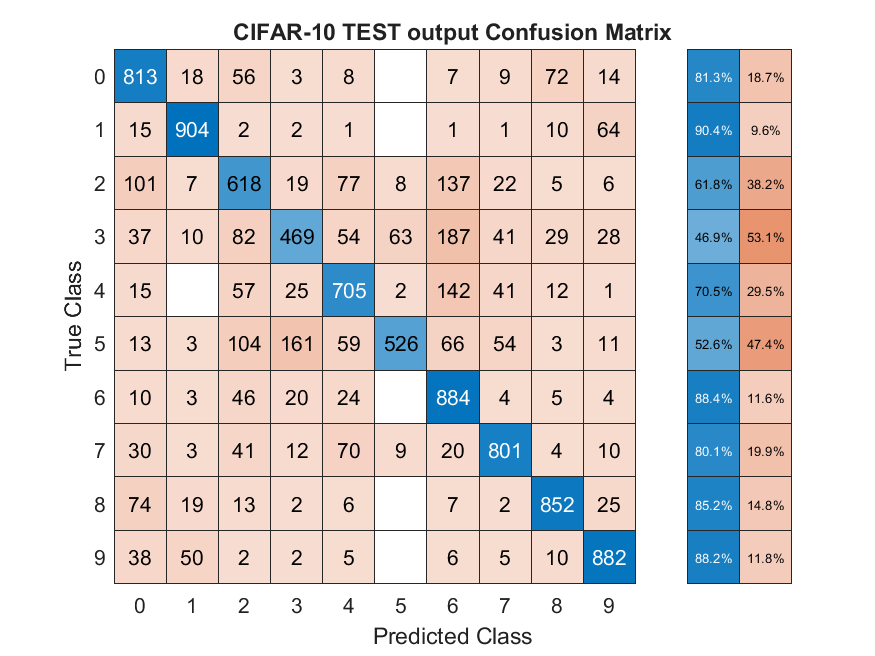 CIFAR-10 TEST output Confusion Matrix
0 813 18 56 3 8 7 9 72 14 81.3% 18.7%
1 15 904 2 2 1 1 1 10 64 90.4% 9.6%
2 101 7 618 19 77 8 137 22 5 6 61.8% 38.2%
3 37 10 82 469 54 63 187 41 29 28 46.9% 53.1%
4 15 57 25 705 2 142 41 12 1 70.5% 29.5%
5 13 3 104 161 59 526 66 54 3 11 52.6% 47.4%
6 10 3 46 20 24 884 4 5 4 88.4% 11.6%
7 30 3 41 12 70 9 20 801 4 10 80.1% 19.9%
8 74 19 13 2 6 7 2 852 25 85.2% 14.8%
9 38 50 2 2 5 6 5 10 882 88.2% 11.8%
True Class
0 1 2 3 4 5 6 7 8 9
Predicted Class